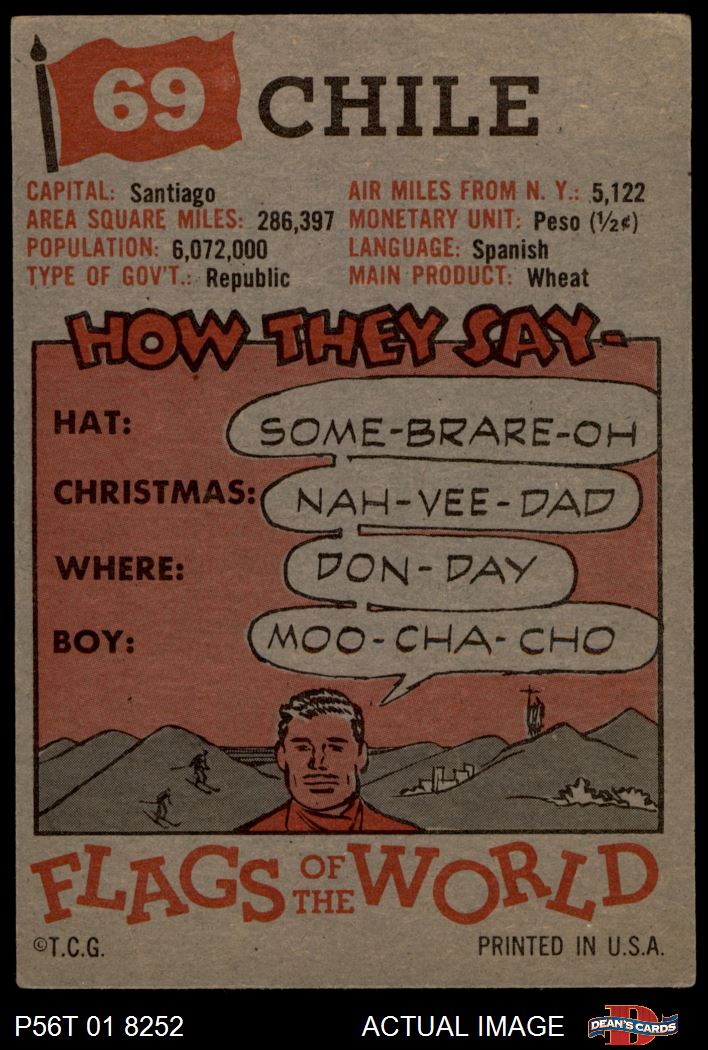 69 CHILE
CAPITAL: Santiago
AREA SQUARE MILES: 286,397
POPULATION: 6,072,000
TYPE OF GOV'T.: Republic
AIR MILES FROM N. Y.: 5,122
MONETARY UNIT: Peso (½¢)
LANGUAGE: Spanish
MAIN PRODUCT: Wheat
HOW THEY SAY-
HAT: SOME-BRARE-OH
CHRISTMAS: NAH-VEE-DAD
WHERE: DON-DAY
BOY: MOO-CHA-CHO
FLAGS OF THE WORLD
©T.C.G. PRINTED IN U.S.A.
P56T 01 8252 ACTUAL IMAGE D DEAN'S CARDS